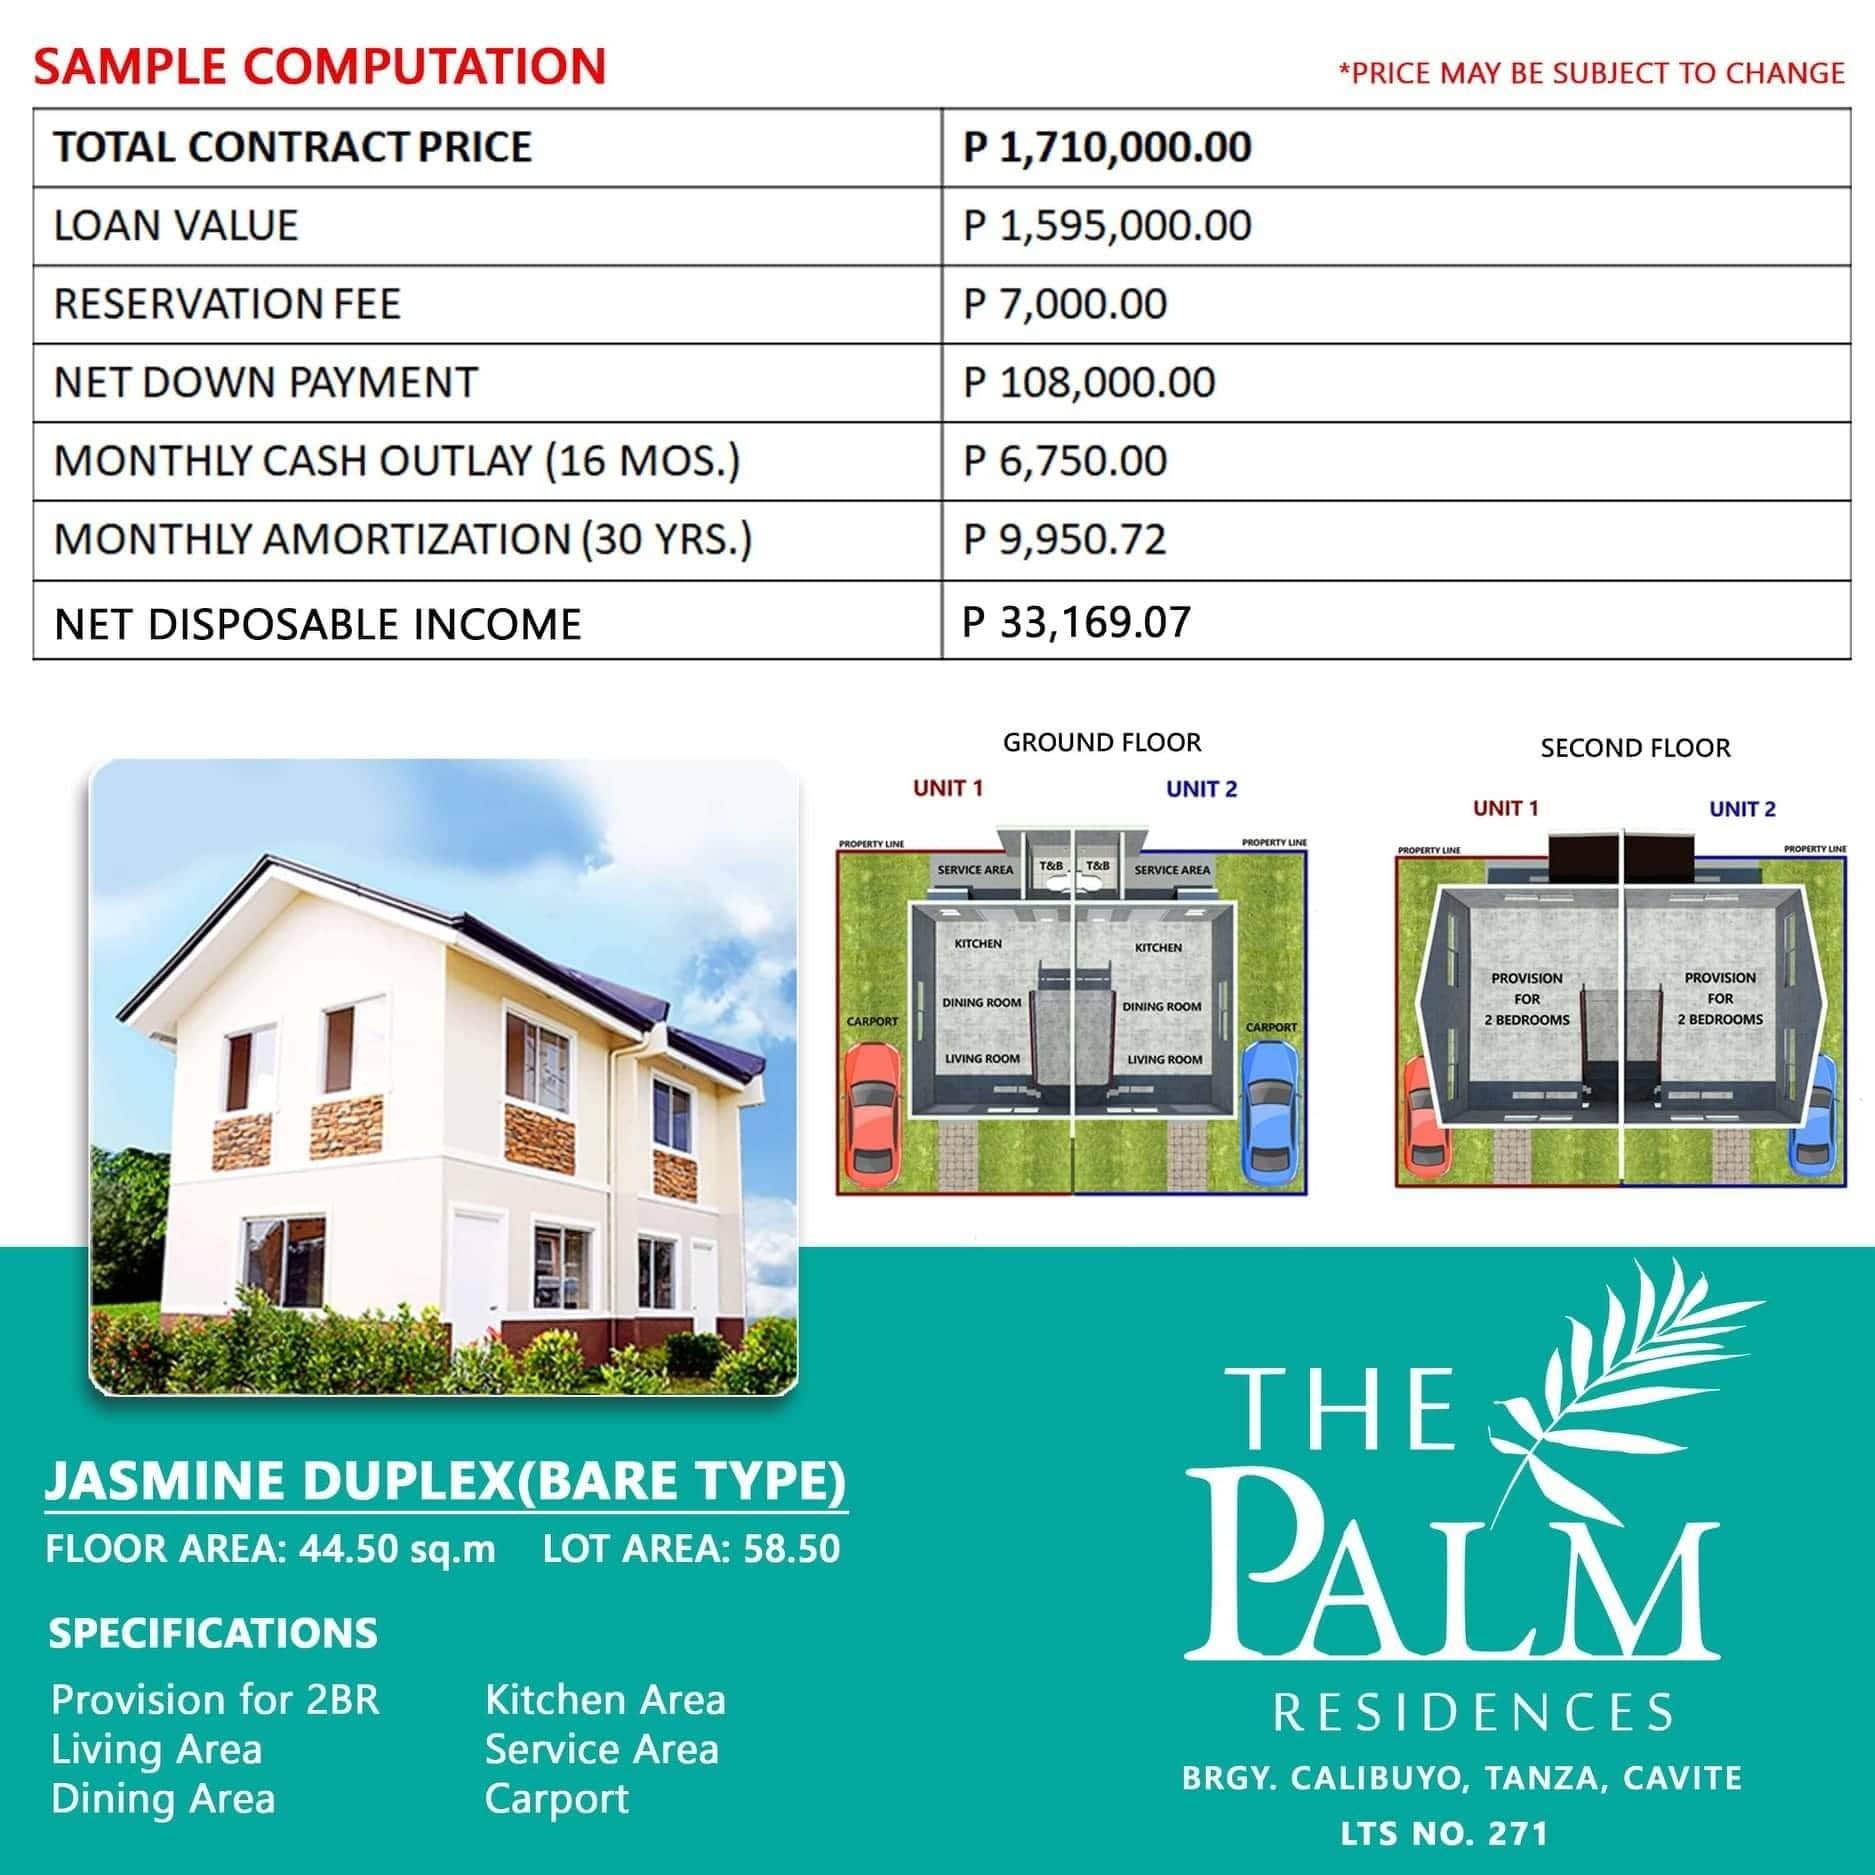 SAMPLE COMPUTATION
*PRICE MAY BE SUBJECT TO CHANGE
TOTAL CONTRACT PRICE P 1,710,000.00
LOAN VALUE P 1,595,000.00
RESERVATION FEE P 7,000.00
NET DOWN PAYMENT P 108,000.00
MONTHLY CASH OUTLAY (16 MOS.) P 6,750.00
MONTHLY AMORTIZATION (30 YRS.) P 9,950.72
NET DISPOSABLE INCOME P 33,169.07
GROUND FLOOR
UNIT 1 UNIT 2
PROPERTY LINE PROPERTY LINE
SERVICE AREA T&B T&B SERVICE AREA
KITCHEN KITCHEN
DINING ROOM DINING ROOM
CARPORT CARPORT
LIVING ROOM LIVING ROOM
SECOND FLOOR
UNIT 1 UNIT 2
PROPERTY LINE PROPERTY LINE
PROVISION PROVISION
FOR FOR
2 BEDROOMS 2 BEDROOMS
JASMINE DUPLEX(BARE TYPE)
FLOOR AREA: 44.50 sq.m LOT AREA: 58.50
SPECIFICATIONS
Provision for 2BR Kitchen Area
Living Area Service Area
Dining Area Carport
THE
PALM
RESIDENCES
BRGY. CALIBUYO, TANZA, CAVITE
LTS NO. 271